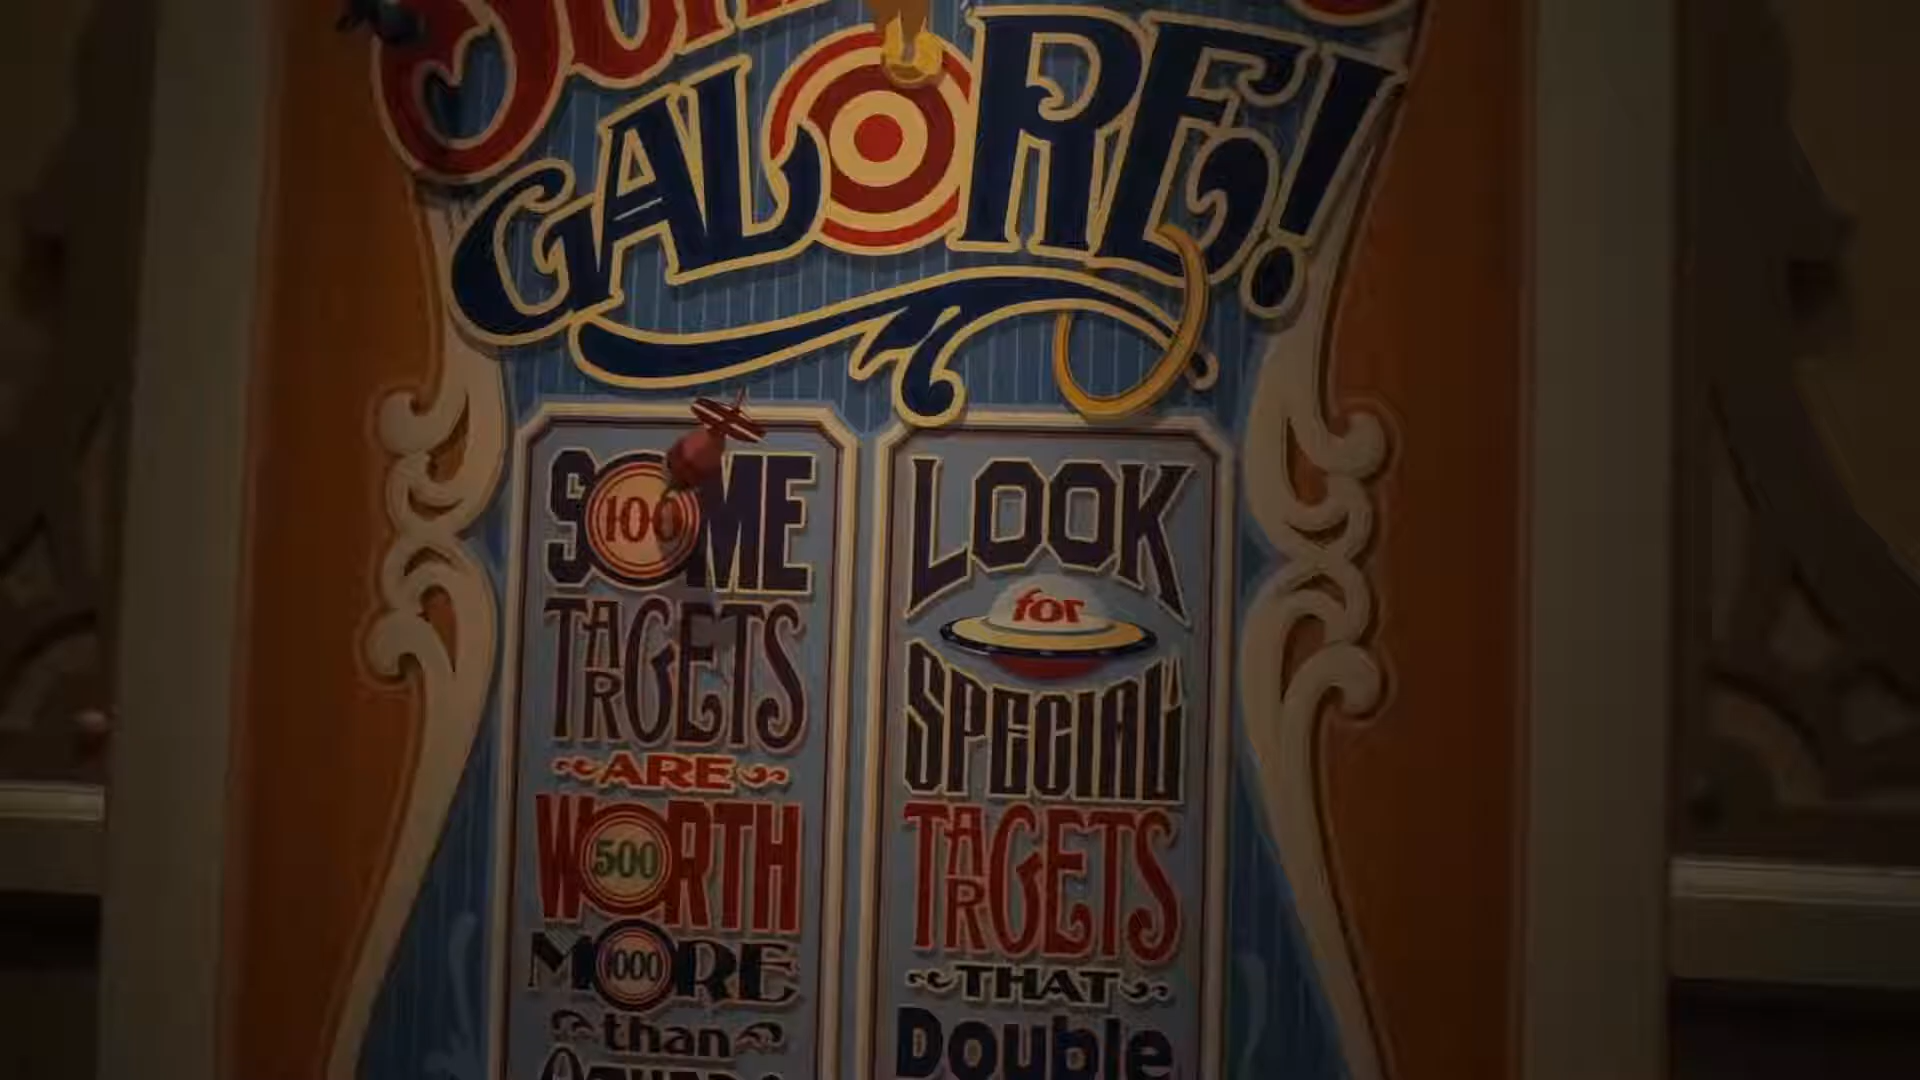 GALORE!
SOME
100
TARGETS
ARE
WORTH
500
MORE
1000
than
LOOK
for
SPECIAL
TARGETS
THAT
Double